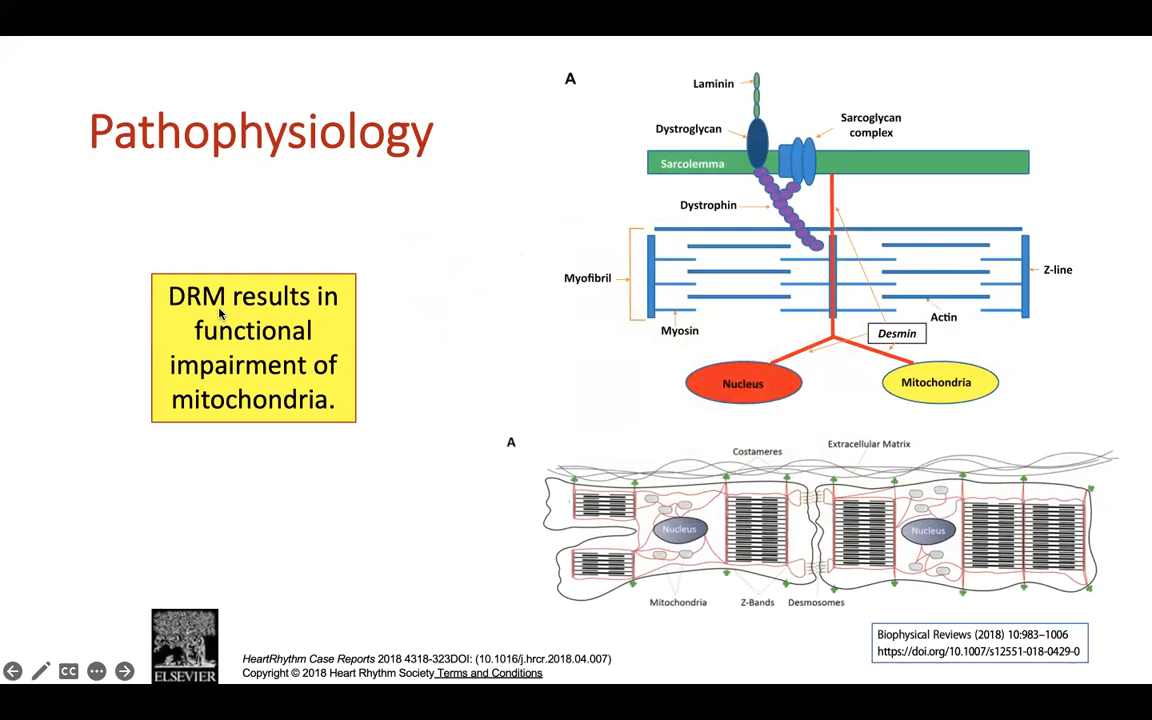 Pathophysiology
DRM results in
functional
impairment of
mitochondria.
A
Laminin
Dystroglycan
Sarcoglycan
complex
Sarcolemma
Dystrophin
Myofibril
Z-line
Myosin
Actin
Desmin
Nucleus
Mitochondria
A
Costameres
Extracellular Matrix
Nucleus
Nucleus
Mitochondria
Z-Bands
Desmosomes
Biophysical Reviews (2018) 10:983–1006
https://doi.org/10.1007/s12551-018-0429-0
ELSEVIER
HeartRhythm Case Reports 2018 4318-323DOI: (10.1016/j.hrcr.2018.04.007)
Copyright © 2018 Heart Rhythm Society Terms and Conditions
CC